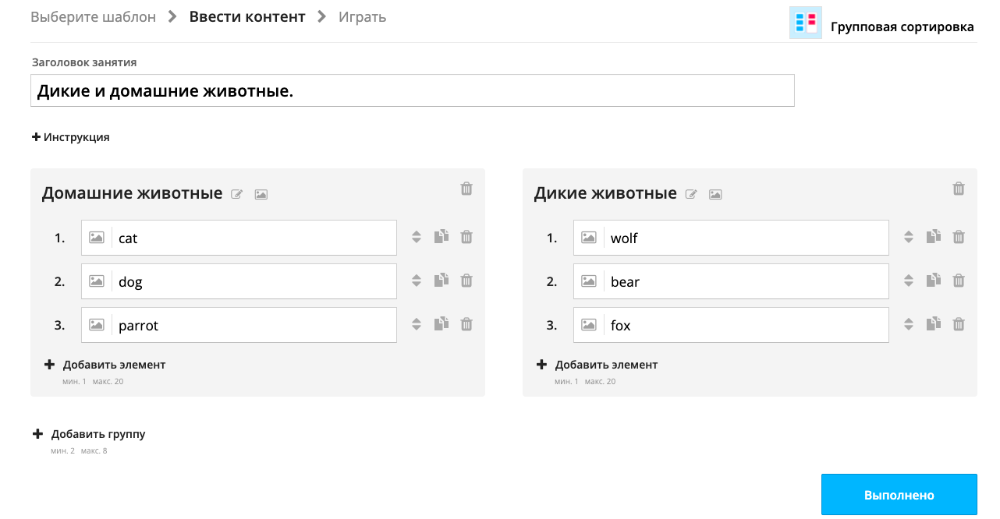 Выберите шаблон Ввести контент Играть
Групповая сортировка
Заголовок занятия
Дикие и домашние животные.
Инструкция
Домашние животные
1. cat
2. dog
3. parrot
Добавить элемент
мин. 1 макс. 20
Дикие животные
1. wolf
2. bear
3. fox
Добавить элемент
мин. 1 макс. 20
Добавить группу
мин. 2 макс. 8
Выполнено